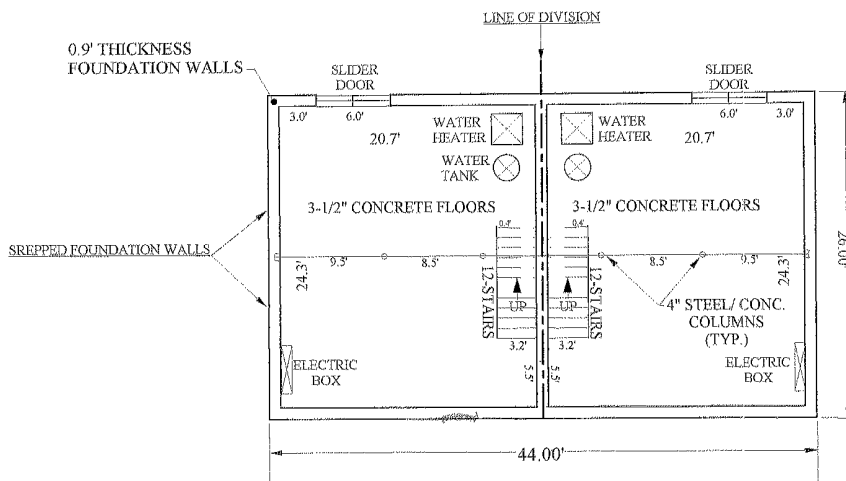 LINE OF DIVISION
0.9' THICKNESS
FOUNDATION WALLS
SLIDER
DOOR
SLIDER
DOOR
3.0'
6.0'
6.0'
3.0'
20.7'
WATER
HEATER
WATER
HEATER
20.7'
WATER
TANK
3-1/2" CONCRETE FLOORS
3-1/2" CONCRETE FLOORS
0.4'
0.4'
SREPPED FOUNDATION WALLS
24.3'
9.5'
8.5'
8.5'
9.5'
24.3'
26.00'
12-STAIRS
UP
UP
12-STAIRS
4" STEEL/ CONC.
COLUMNS
(TYP.)
3.2'
3.2'
ELECTRIC
BOX
5.5'
5.5'
ELECTRIC
BOX
44.00'